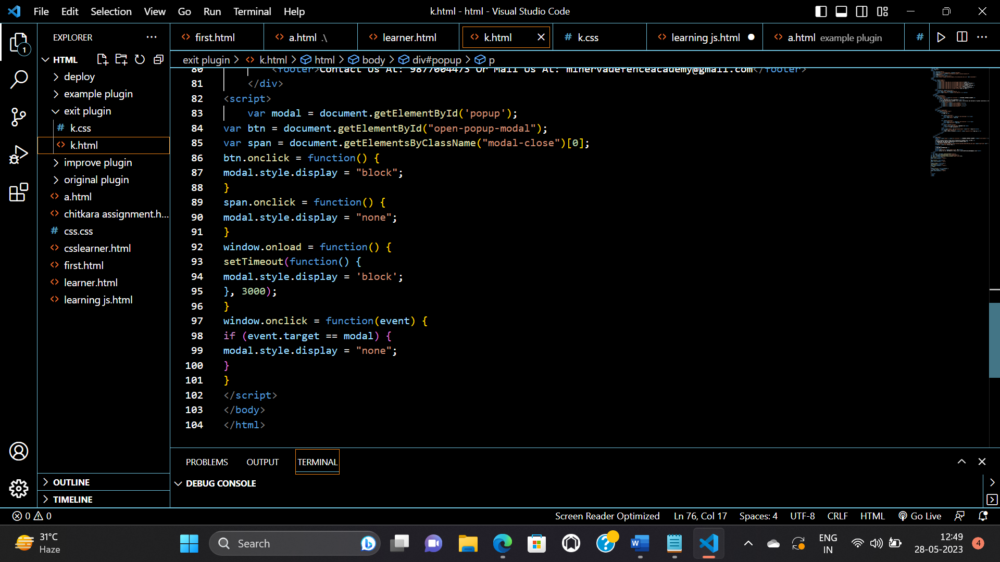 File Edit Selection View Go Run Terminal Help
k.html - html - Visual Studio Code
EXPLORER
first.html
a.html .\
learner.html
k.html
k.css
learning js.html
a.html example plugin
HTML
exit plugin > k.html > html > body > div#popup > p
deploy
example plugin
exit plugin
k.css
k.html
improve plugin
original plugin
a.html
chitkara assignment.h...
css.css
csslearner.html
first.html
learner.html
learning js.html
80 <footer>Contact Us At: 9877004473 Or Mail Us At: minervadefenceacademy@gmail.com</footer>
81 </div>
82 <script>
83 var modal = document.getElementById('popup');
84 var btn = document.getElementById("open-popup-modal");
85 var span = document.getElementsByClassName("modal-close")[0];
86 btn.onclick = function() {
87 modal.style.display = "block";
88 }
89 span.onclick = function() {
90 modal.style.display = "none";
91 }
92 window.onload = function() {
93 setTimeout(function() {
94 modal.style.display = 'block';
95 }, 3000);
96 }
97 window.onclick = function(event) {
98 if (event.target == modal) {
99 modal.style.display = "none";
100 }
101 }
102 </script>
103 </body>
104 </html>
PROBLEMS OUTPUT TERMINAL
DEBUG CONSOLE
OUTLINE
TIMELINE
0 0
Screen Reader Optimized Ln 76, Col 17 Spaces: 4 UTF-8 CRLF HTML Go Live
31°C
Haze
Search
ENG
IN
12:49
28-05-2023
4
1